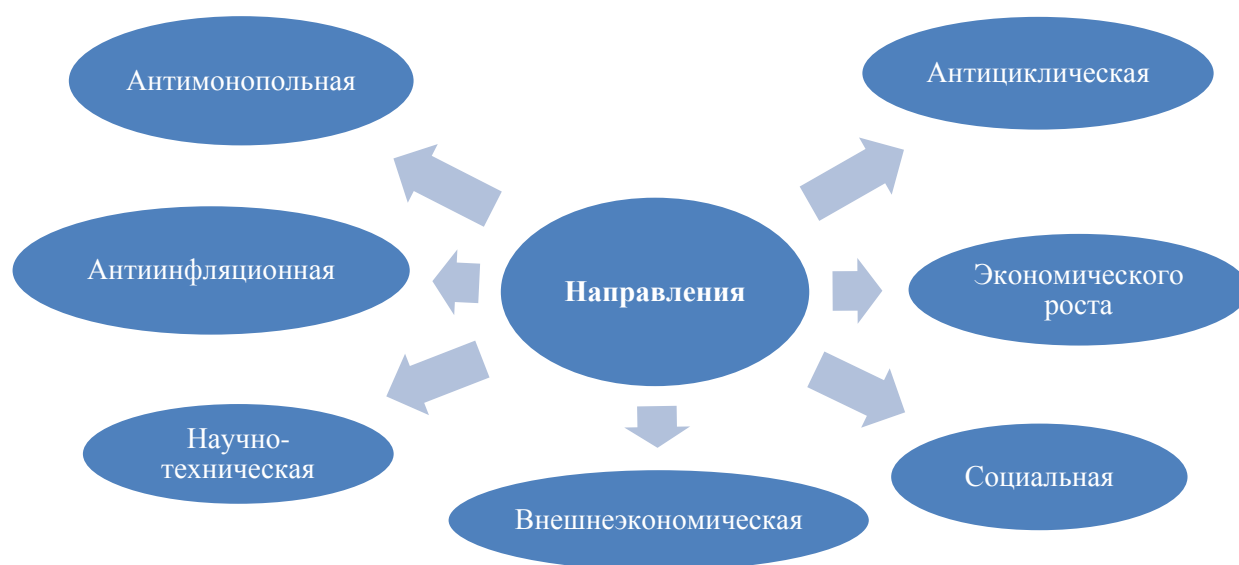 Антимонопольная
Антициклическая
Антиинфляционная
Направления
Экономического
роста
Научно-
техническая
Социальная
Внешнеэкономическая